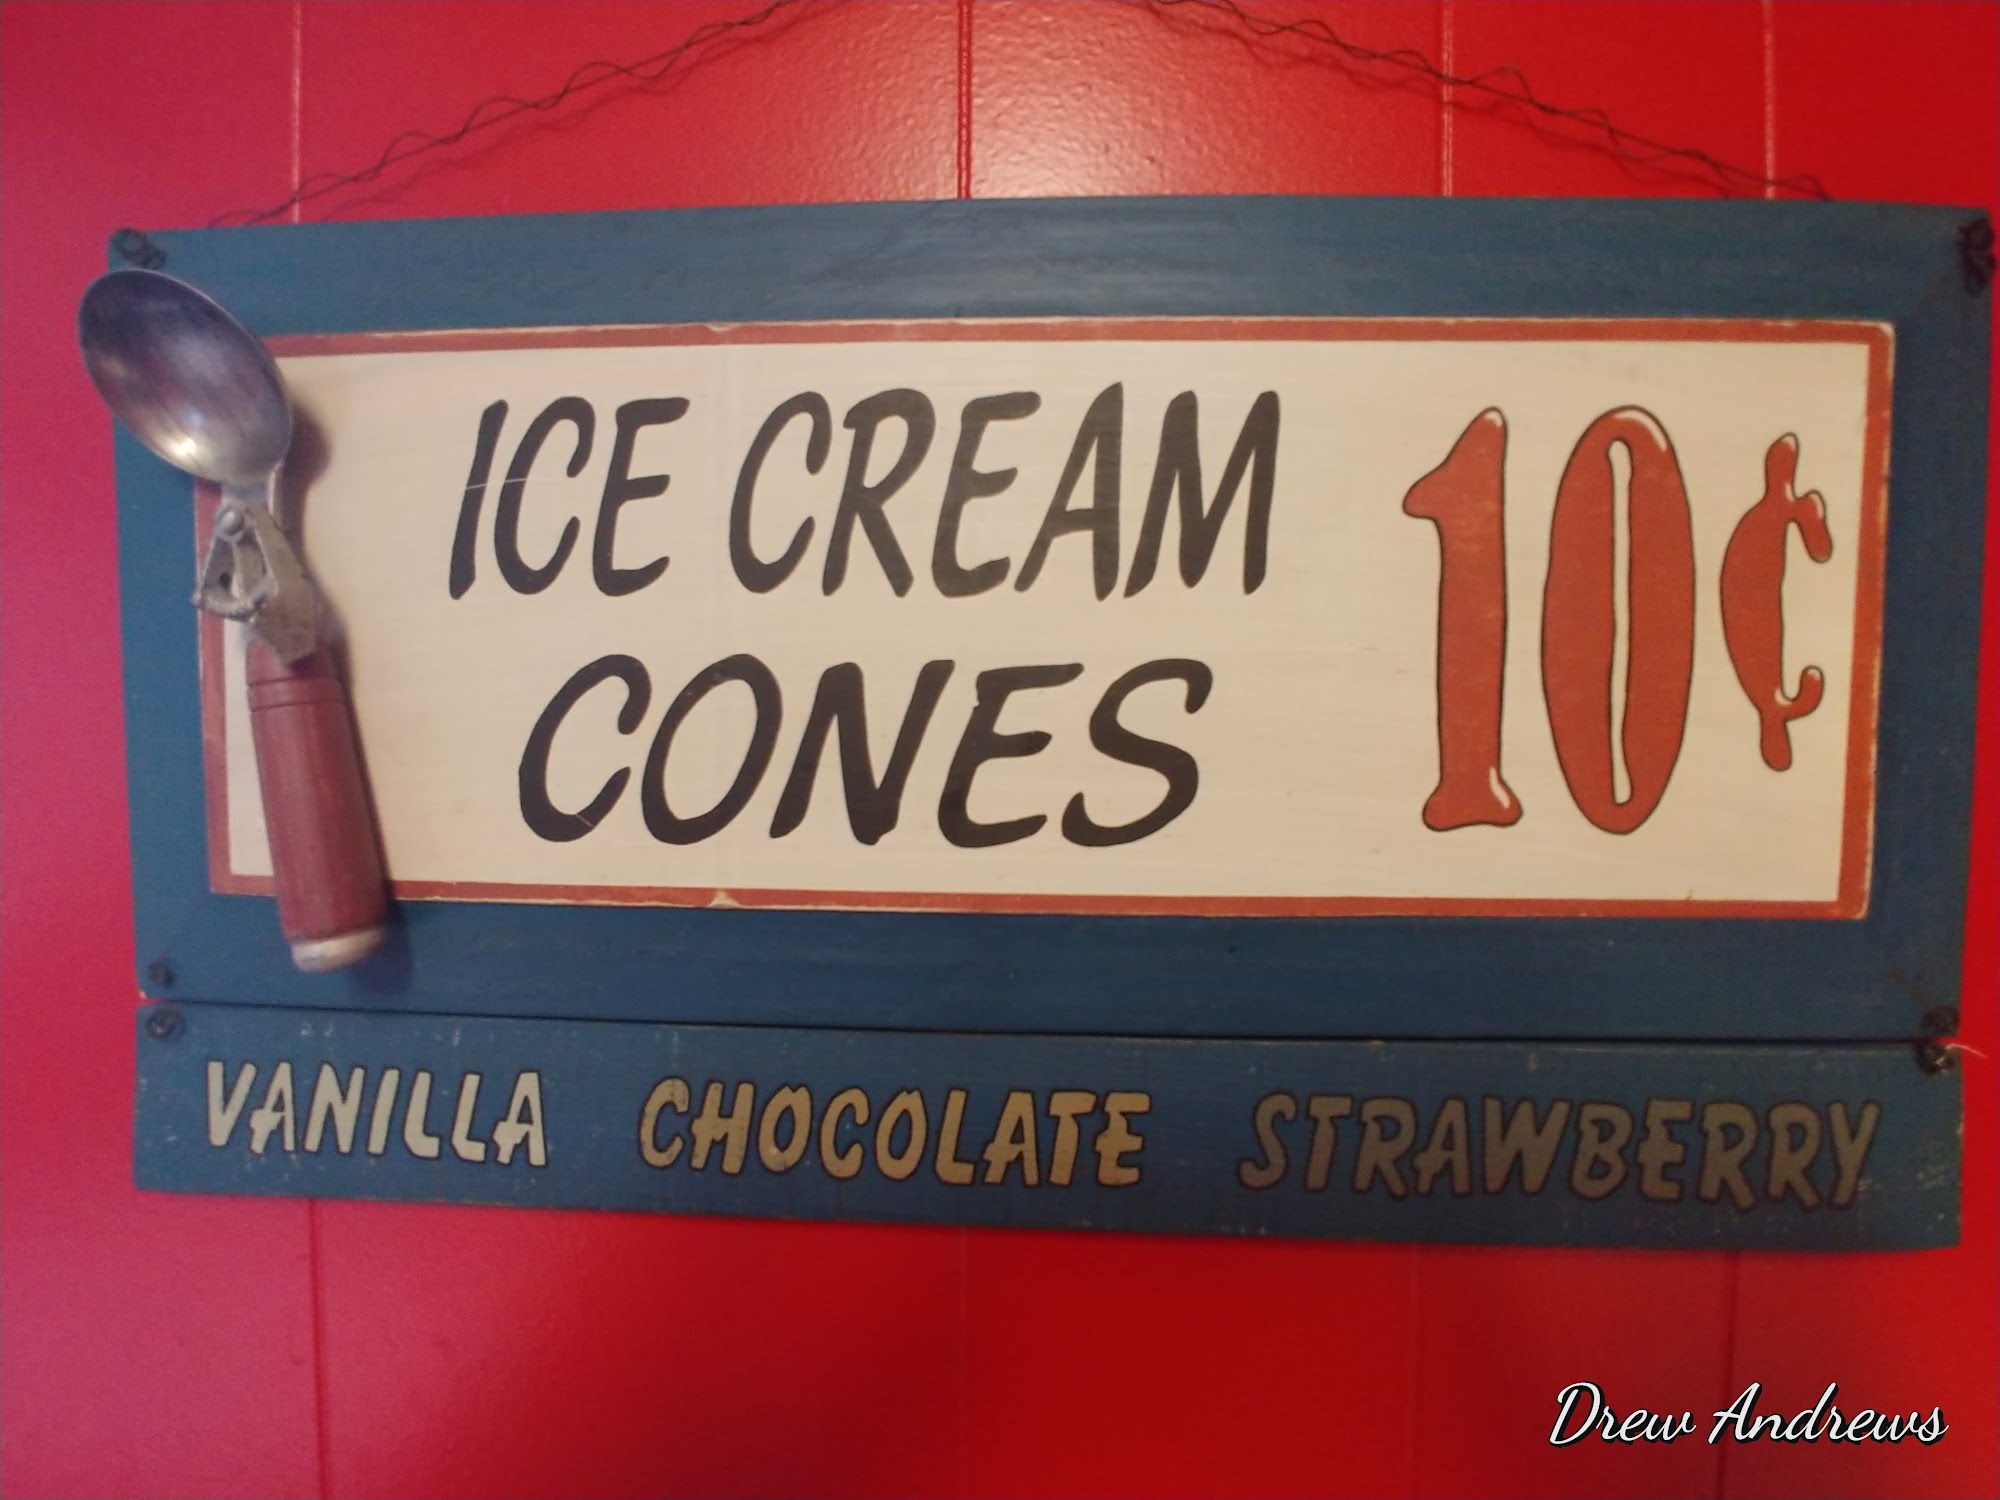 ICE CREAM
CONES
10¢
VANILLA CHOCOLATE STRAWBERRY
Drew Andrews